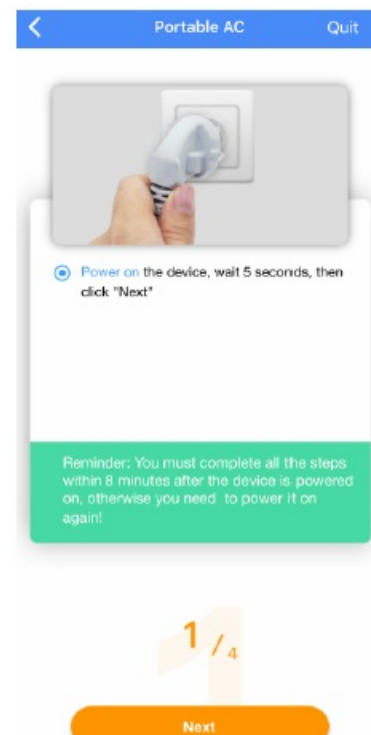 Portable AC Quit
Power on the device, wait 5 seconds, then
click "Next"
Reminder: You must complete all the steps
within 8 minutes after the device is powered
on, otherwise you need to power it on
again!
1 / 4
Next